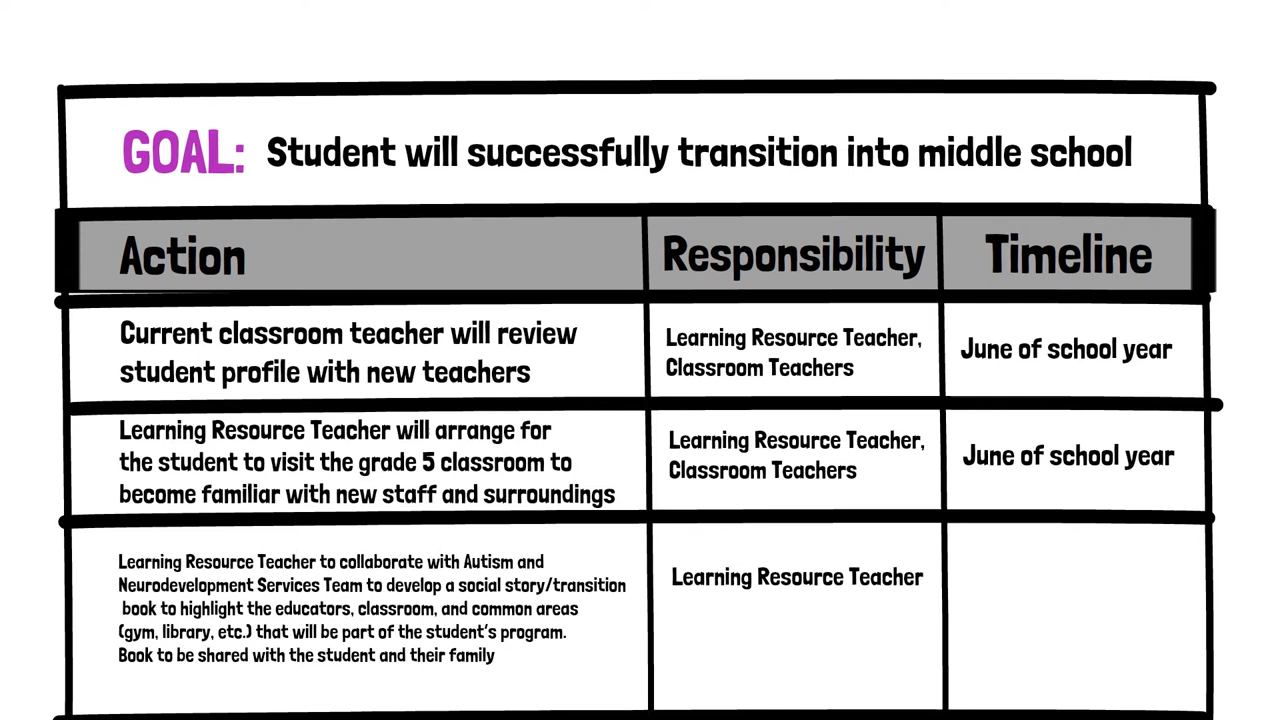 GOAL: Student will successfully transition into middle school
Action Responsibility Timeline
Current classroom teacher will review
student profile with new teachers
Learning Resource Teacher,
Classroom Teachers
June of school year
Learning Resource Teacher will arrange for
the student to visit the grade 5 classroom to
become familiar with new staff and surroundings
Learning Resource Teacher,
Classroom Teachers
June of school year
Learning Resource Teacher to collaborate with Autism and
Neurodevelopment Services Team to develop a social story/transition
book to highlight the educators, classroom, and common areas
(gym, library, etc.) that will be part of the student's program.
Book to be shared with the student and their family
Learning Resource Teacher